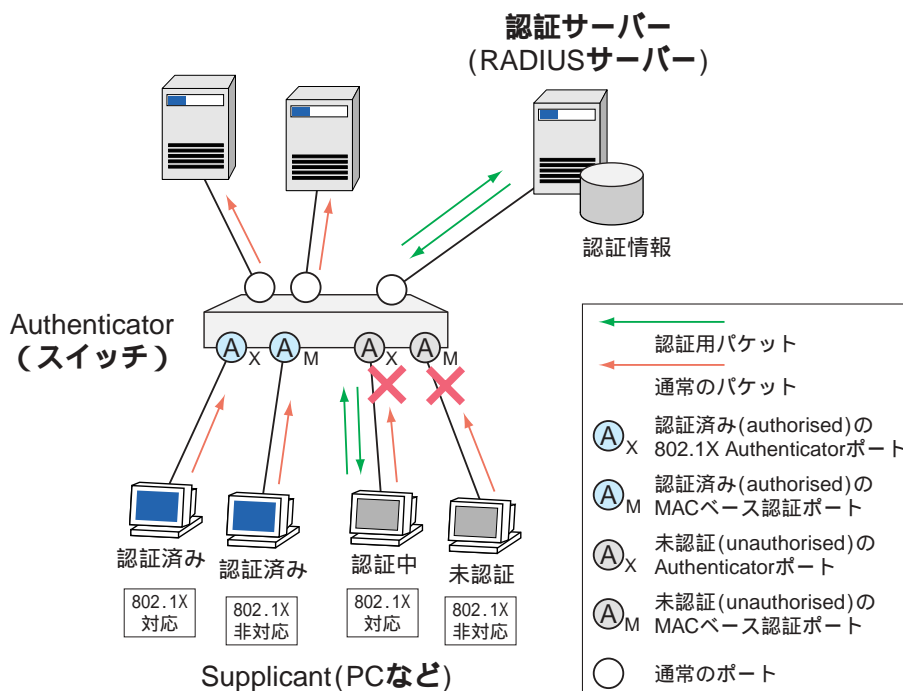 認証サーバー
(RADIUSサーバー)
認証情報
Authenticator
(スイッチ)
A X
A M
A X
A M
認証済み
認証済み
認証中
未認証
802.1X
対応
802.1X
非対応
802.1X
対応
802.1X
非対応
Supplicant(PCなど)
認証用パケット
通常のパケット
A X
認証済み(authorised)の
802.1X Authenticatorポート
A M
認証済み(authorised)の
MACベース認証ポート
A X
未認証(unauthorised)の
Authenticatorポート
A M
未認証(unauthorised)の
MACベース認証ポート
通常のポート